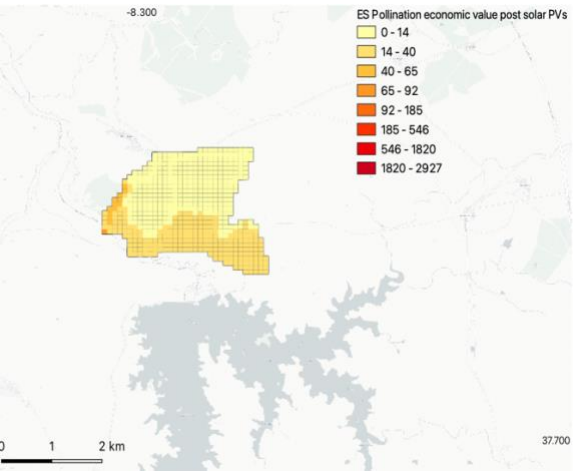 -8.300
ES Pollination economic value post solar PVs
0 - 14
14 - 40
40 - 65
65 - 92
92 - 185
185 - 546
546 - 1820
1820 - 2927
37.700
0 1 2 km